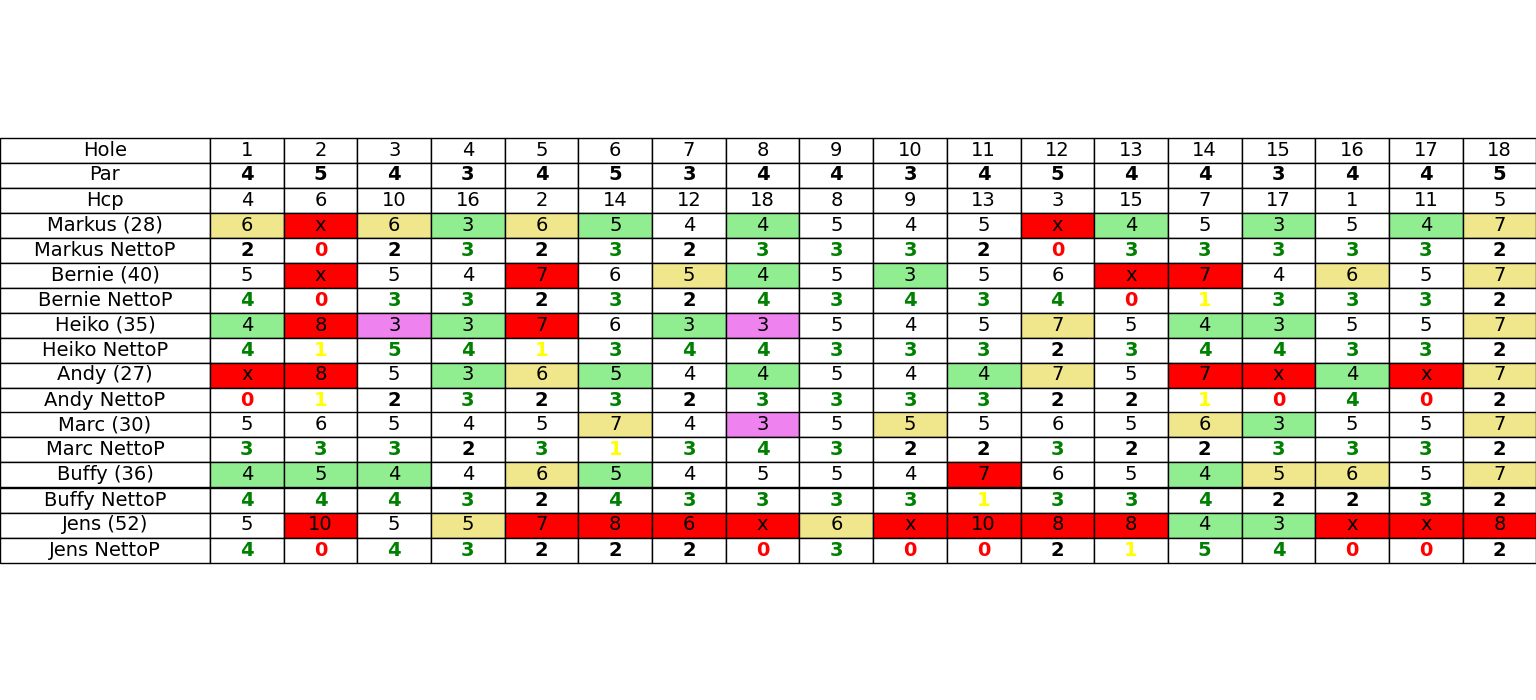 Hole 1 2 3 4 5 6 7 8 9 10 11 12 13 14 15 16 17 18
Par 4 5 4 3 4 5 3 4 4 3 4 5 4 4 3 4 4 5
Hcp 4 6 10 16 2 14 12 18 8 9 13 3 15 7 17 1 11 5
Markus (28) 6 x 6 3 6 5 4 4 5 4 5 x 4 5 3 5 4 7
Markus NettoP 2 0 2 3 2 3 2 3 3 3 2 0 3 3 3 3 3 2
Bernie (40) 5 x 5 4 7 6 5 4 5 3 5 6 x 7 4 6 5 7
Bernie NettoP 4 0 3 3 2 3 2 4 3 4 3 4 0 1 3 3 3 2
Heiko (35) 4 8 3 3 7 6 3 3 5 4 5 7 5 4 3 5 5 7
Heiko NettoP 4 1 5 4 1 3 4 4 3 3 3 2 3 4 4 3 3 2
Andy (27) x 8 5 3 6 5 4 4 5 4 4 7 5 7 x 4 x 7
Andy NettoP 0 1 2 3 2 3 2 3 3 3 3 2 2 1 0 4 0 2
Marc (30) 5 6 5 4 5 7 4 3 5 5 5 6 5 6 3 5 5 7
Marc NettoP 3 3 3 2 3 1 3 4 3 2 2 3 2 2 3 3 3 2
Buffy (36) 4 5 4 4 6 5 4 5 5 4 7 6 5 4 5 6 5 7
Buffy NettoP 4 4 4 3 2 4 3 3 3 3 1 3 3 4 2 2 3 2
Jens (52) 5 10 5 5 7 8 6 x 6 x 10 8 8 4 3 x x 8
Jens NettoP 4 0 4 3 2 2 2 0 3 0 0 2 1 5 4 0 0 2